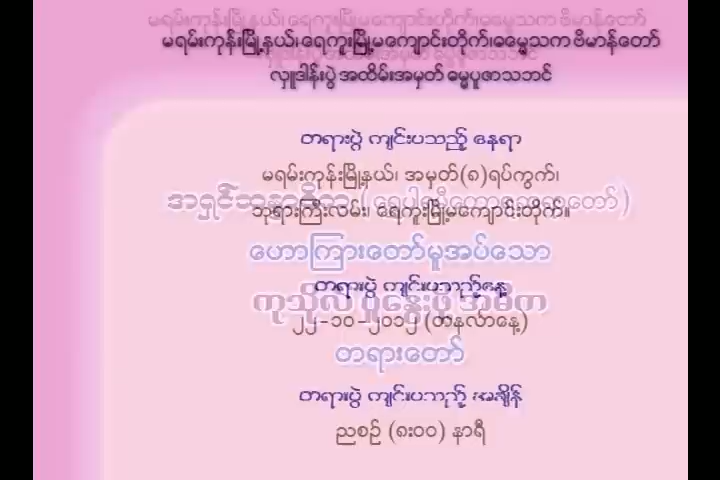 မရမ်းကုန်းမြို့နယ်၊ ရေကူးမြို့မကျောင်းတိုက်၊ ဓမ္မေသက ဗိမာန်တော်
လှူဒါန်းပွဲ အထိမ်းအမှတ် ဓမ္မပူဇာသဘင်
တရားပွဲ ကျင်းပသည့် နေရာ
မရမ်းကုန်းမြို့နယ်၊ အမှတ်(၈)ရပ်ကွက်၊
ဘုရားကြီးလမ်း၊ ရေကူးမြို့မကျောင်းတိုက်။
ဟောကြားတော်မူအပ်သော
တရားပွဲ ကျင်းပသည့်နေ့
၂၂-၁၀-၂၀၁၂ (တနင်္လာနေ့)
တရားတော်
တရားပွဲ ကျင်းပသည့် အချိန်
ညစဉ် (၈း၀၀) နာရီ